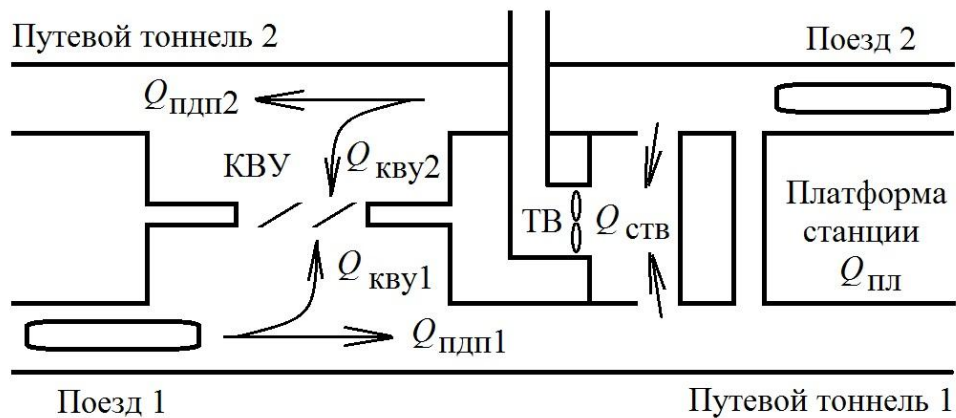 Путевой тоннель 2
Поезд 2
Qпдп2
КВУ
Qкву2
ТВ
Qств
Платформа
станции
Qпл
Qкву1
Qпдп1
Поезд 1
Путевой тоннель 1